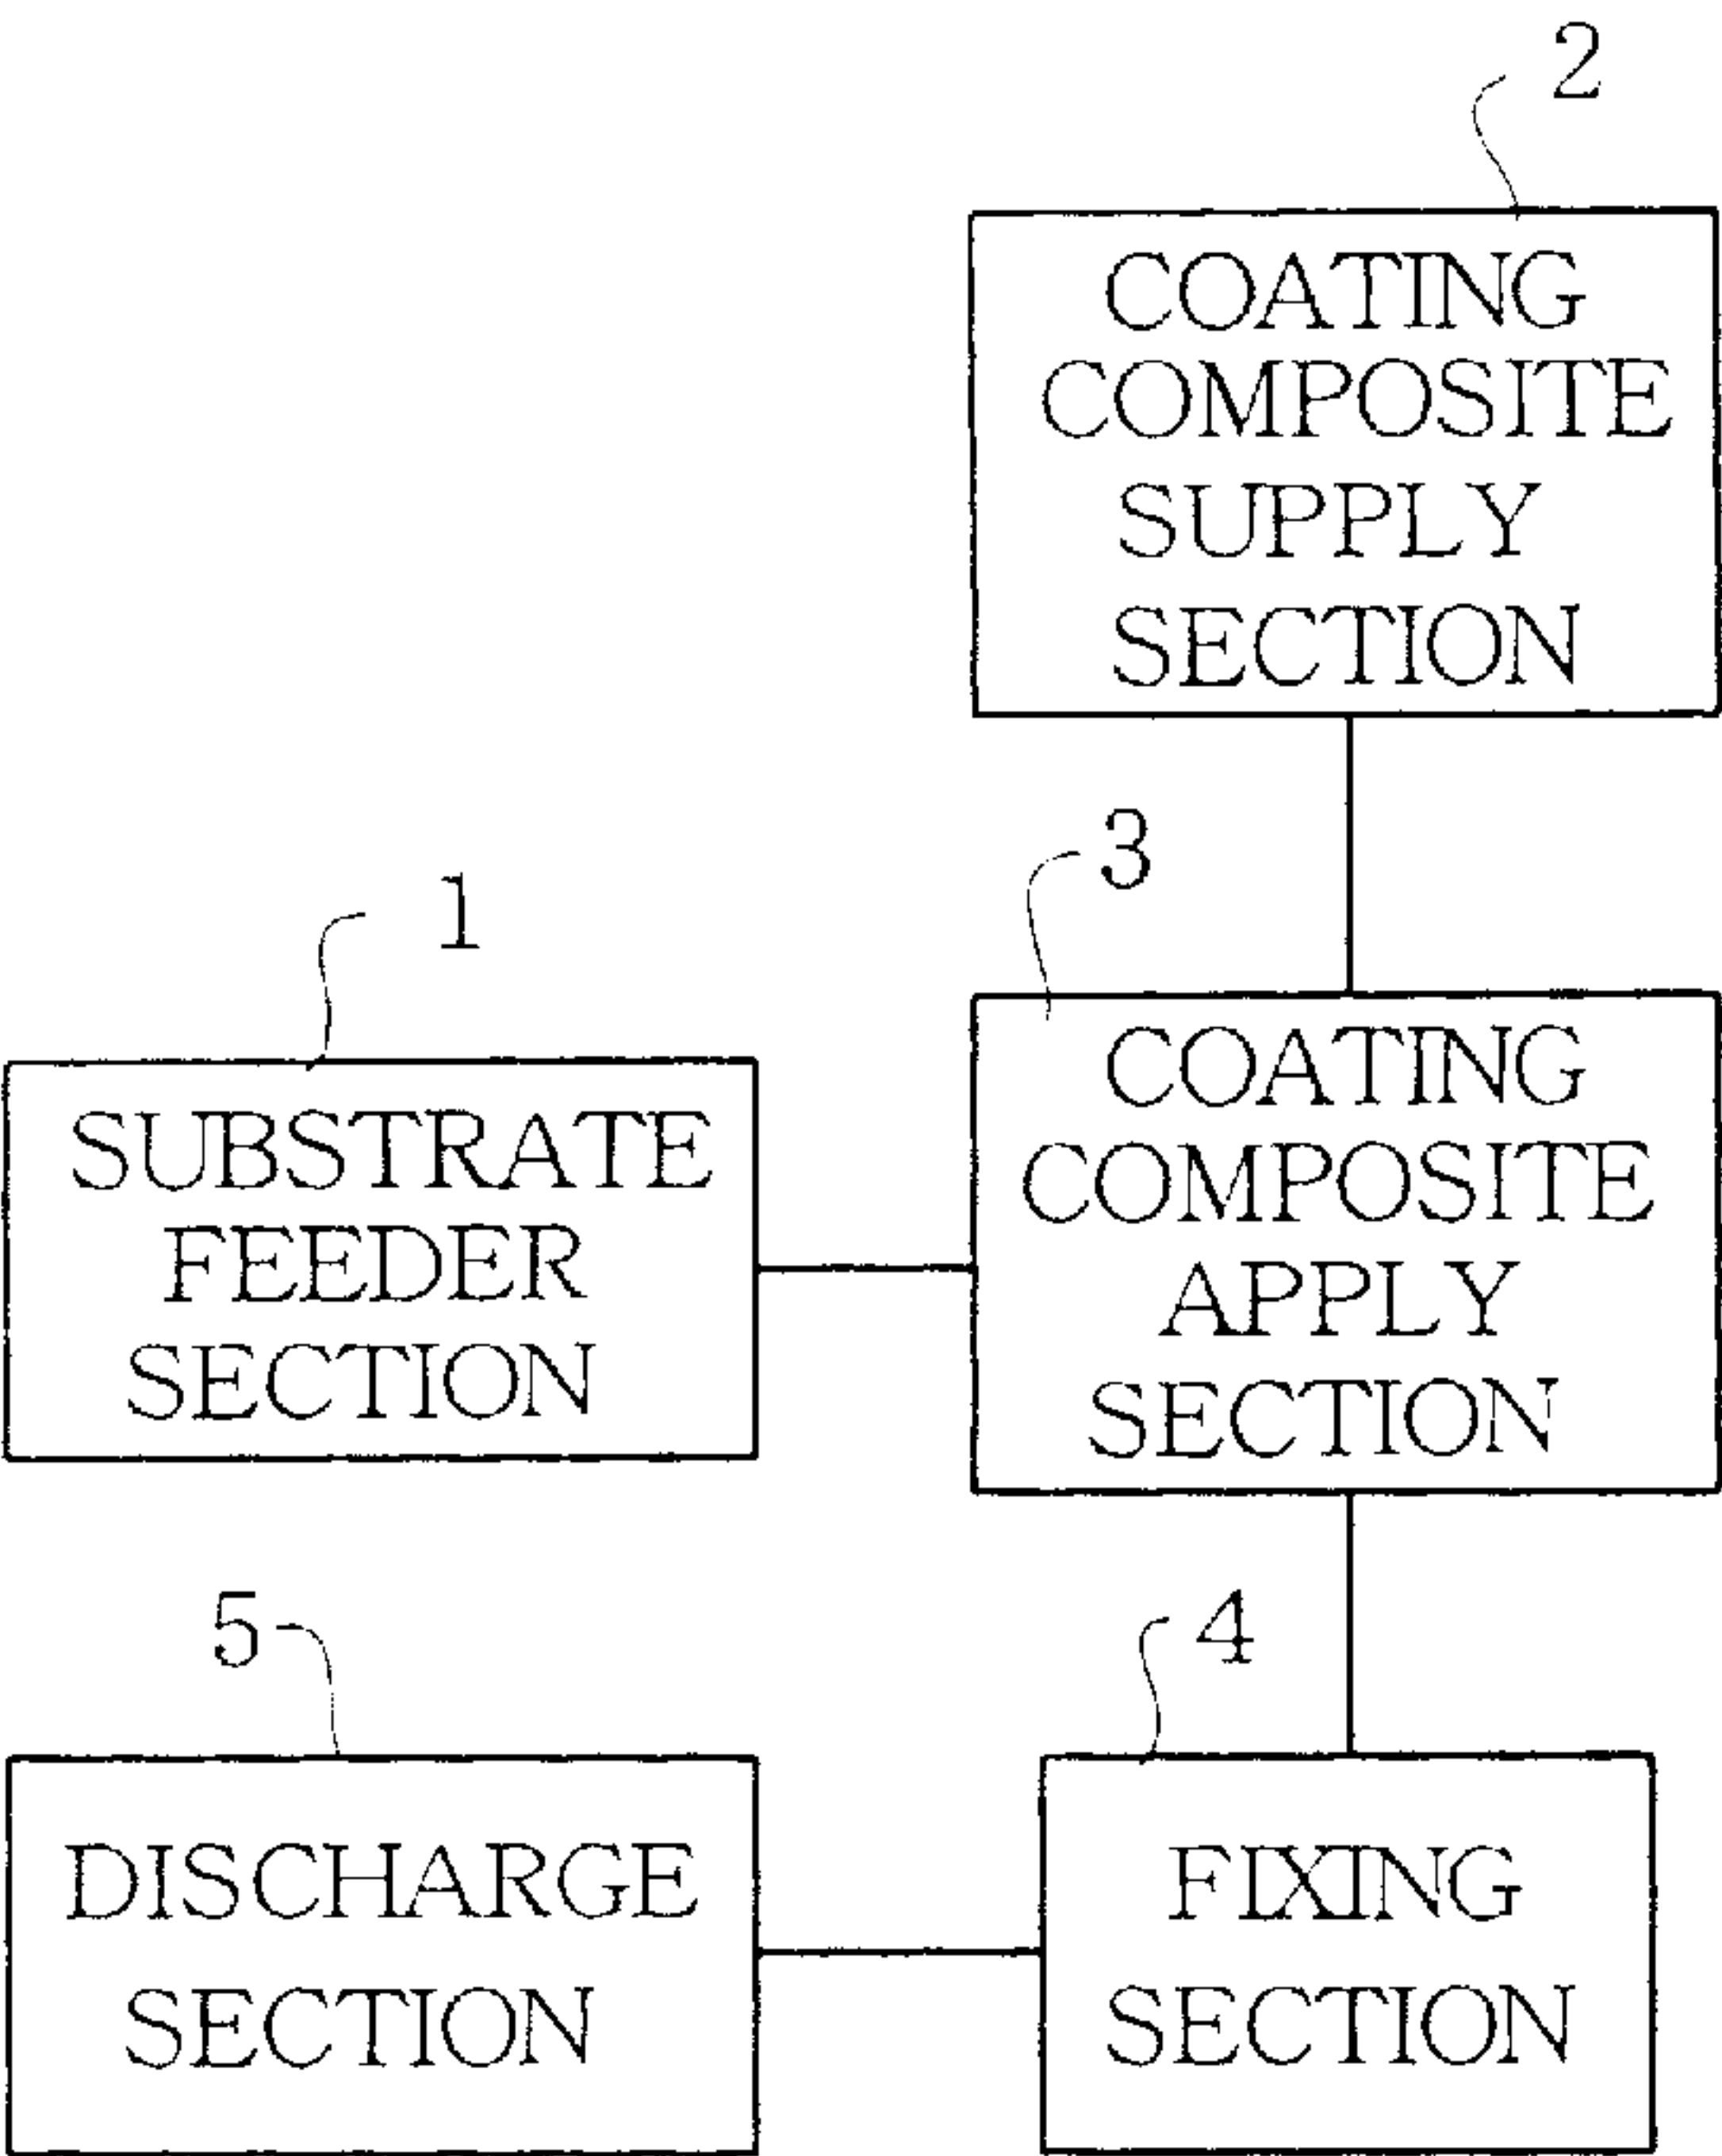 2
COATING
COMPOSITE
SUPPLY
SECTION
3
COATING
COMPOSITE
APPLY
SECTION
1
SUBSTRATE
FEEDER
SECTION
5
DISCHARGE
SECTION
4
FIXING
SECTION